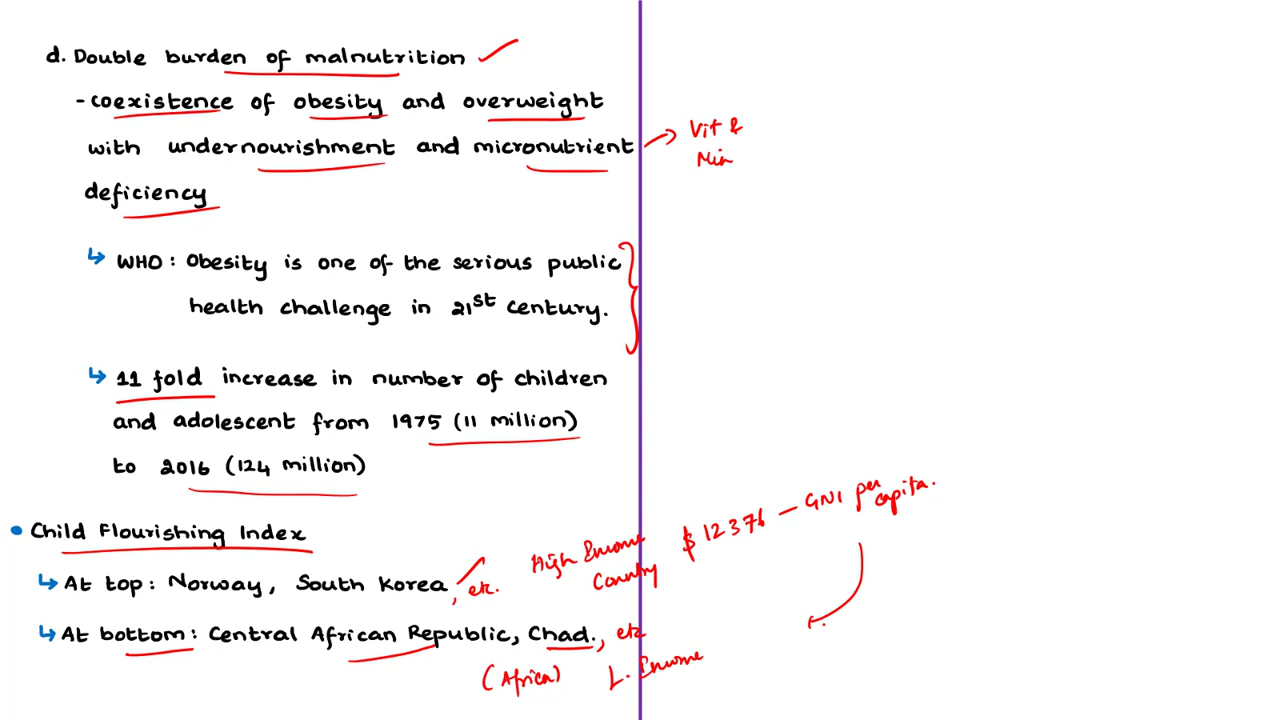 d. Double burden of malnutrition
- coexistence of obesity and overweight
with undernourishment and micronutrient
deficiency
Vit &
Min
↳ WHO: Obesity is one of the serious public
health challenge in 21st century.
↳ 11 fold increase in number of children
and adolescent from 1975 (11 million)
to 2016 (124 million)
• Child Flourishing Index
↳ At top: Norway, South Korea, etc.
High Income
Country
$ 12376 - GNI per
capita.
↳ At bottom: Central African Republic, Chad., etc
(Africa)
L. Income